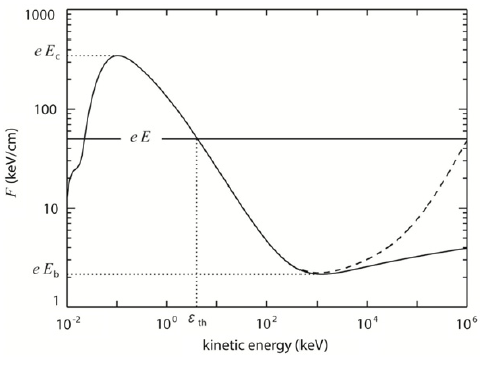 1000
e E_c
100
e E
F (keV/cm)
10
e E_b
1
10^-2 10^0 ε_th 10^2 10^4 10^6
kinetic energy (keV)